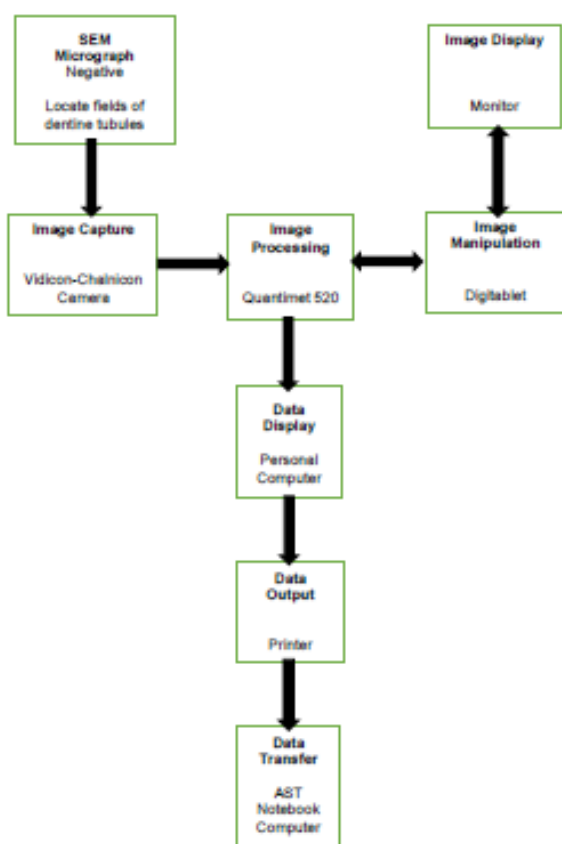 SEM
Micrograph
Negative
Locate fields of
dentine tubules
Image Display
Monitor
Image Capture
Vidicon-Chalnicon
Camera
Image
Processing
Quantimet 520
Image
Manipulation
Digitablet
Data
Display
Personal
Computer
Data
Output
Printer
Data
Transfer
AST
Notebook
Computer